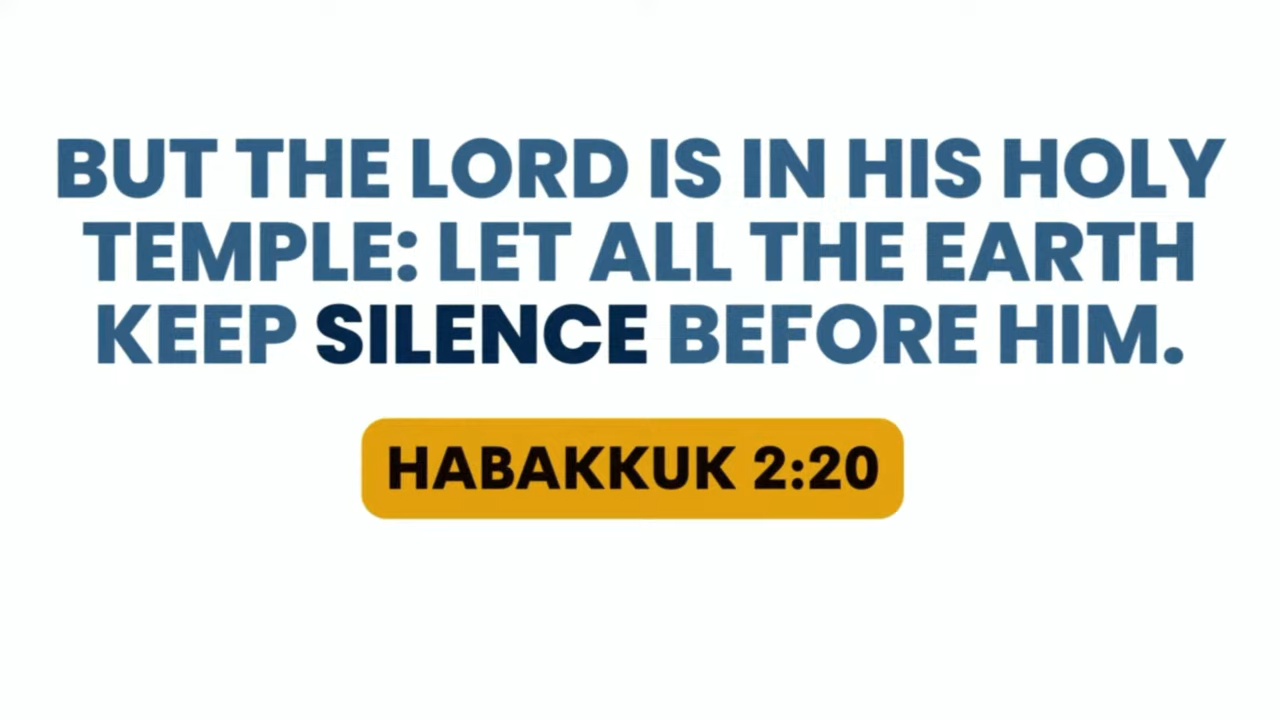 BUT THE LORD IS IN HIS HOLY
TEMPLE: LET ALL THE EARTH
KEEP SILENCE BEFORE HIM.
HABAKKUK 2:20